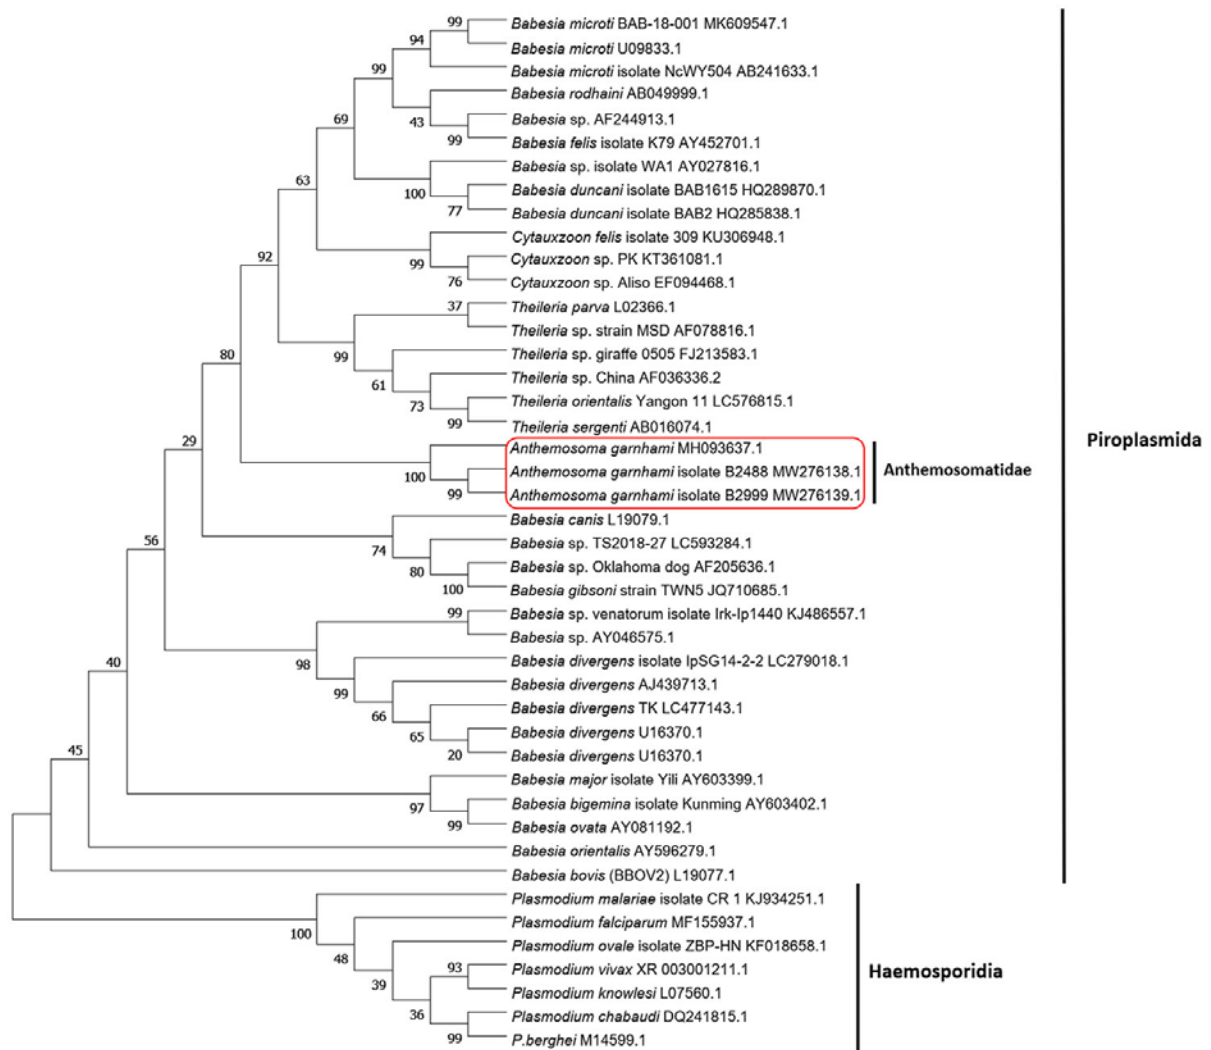 99
Babesia microti BAB-18-001 MK609547.1
94
Babesia microti U09833.1
99
Babesia microti isolate NcWY504 AB241633.1
Babesia rodhaini AB049999.1
69
43
Babesia sp. AF244913.1
99
Babesia felis isolate K79 AY452701.1
Babesia sp. isolate WA1 AY027816.1
63
100
Babesia duncani isolate BAB1615 HQ289870.1
77
Babesia duncani isolate BAB2 HQ285838.1
Cytauxzoon felis isolate 309 KU306948.1
92
99
Cytauxzoon sp. PK KT361081.1
76
Cytauxzoon sp. Aliso EF094468.1
37
Theileria parva L02366.1
Theileria sp. strain MSD AF078816.1
80
99
Theileria sp. giraffe 0505 FJ213583.1
61
Theileria sp. China AF036336.2
73
Theileria orientalis Yangon 11 LC576815.1
99
Theileria sergenti AB016074.1
29
Anthemosoma garnhami MH093637.1
100
Anthemosoma garnhami isolate B2488 MW276138.1
99
Anthemosoma garnhami isolate B2999 MW276139.1
Anthemosomatidae
Piroplasmida
Babesia canis L19079.1
56
74
Babesia sp. TS2018-27 LC593284.1
80
Babesia sp. Oklahoma dog AF205636.1
100
Babesia gibsoni strain TWN5 JQ710685.1
99
Babesia sp. venatorum isolate Irk-Ip1440 KJ486557.1
Babesia sp. AY046575.1
40
98
Babesia divergens isolate IpSG14-2-2 LC279018.1
99
Babesia divergens AJ439713.1
66
Babesia divergens TK LC477143.1
65
Babesia divergens U16370.1
20
Babesia divergens U16370.1
45
Babesia major isolate Yili AY603399.1
97
Babesia bigemina isolate Kunming AY603402.1
99
Babesia ovata AY081192.1
Babesia orientalis AY596279.1
Babesia bovis (BBOV2) L19077.1
Plasmodium malariae isolate CR 1 KJ934251.1
100
Plasmodium falciparum MF155937.1
48
Plasmodium ovale isolate ZBP-HN KF018658.1
39
93
Plasmodium vivax XR 003001211.1
Plasmodium knowlesi L07560.1
36
Plasmodium chabaudi DQ241815.1
99
P.berghei M14599.1
Haemosporidia